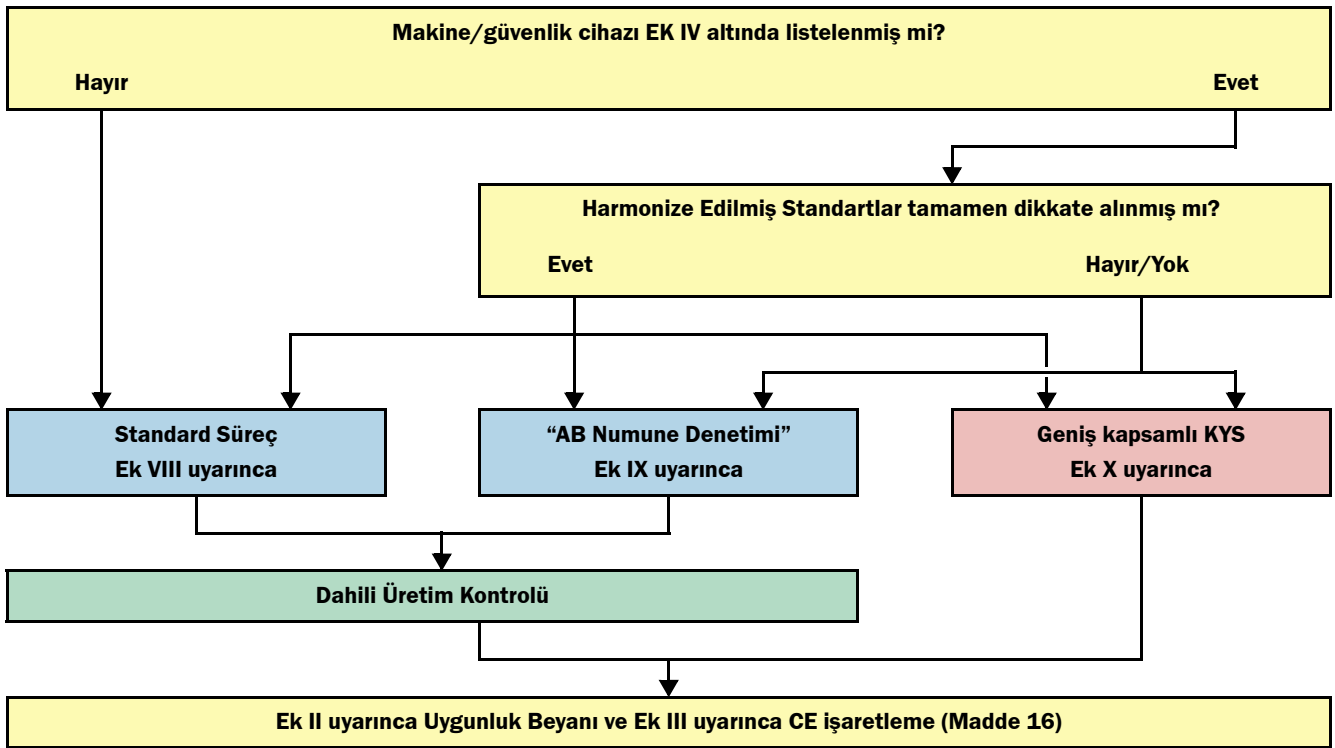 Makine/güvenlik cihazı EK IV altında listelenmiş mi?
Hayır
Evet
Harmonize Edilmiş Standartlar tamamen dikkate alınmış mı?
Evet
Hayır/Yok
Standard Süreç
Ek VIII uyarınca
“AB Numune Denetimi”
Ek IX uyarınca
Geniş kapsamlı KYS
Ek X uyarınca
Dahili Üretim Kontrolü
Ek II uyarınca Uygunluk Beyanı ve Ek III uyarınca CE işaretleme (Madde 16)